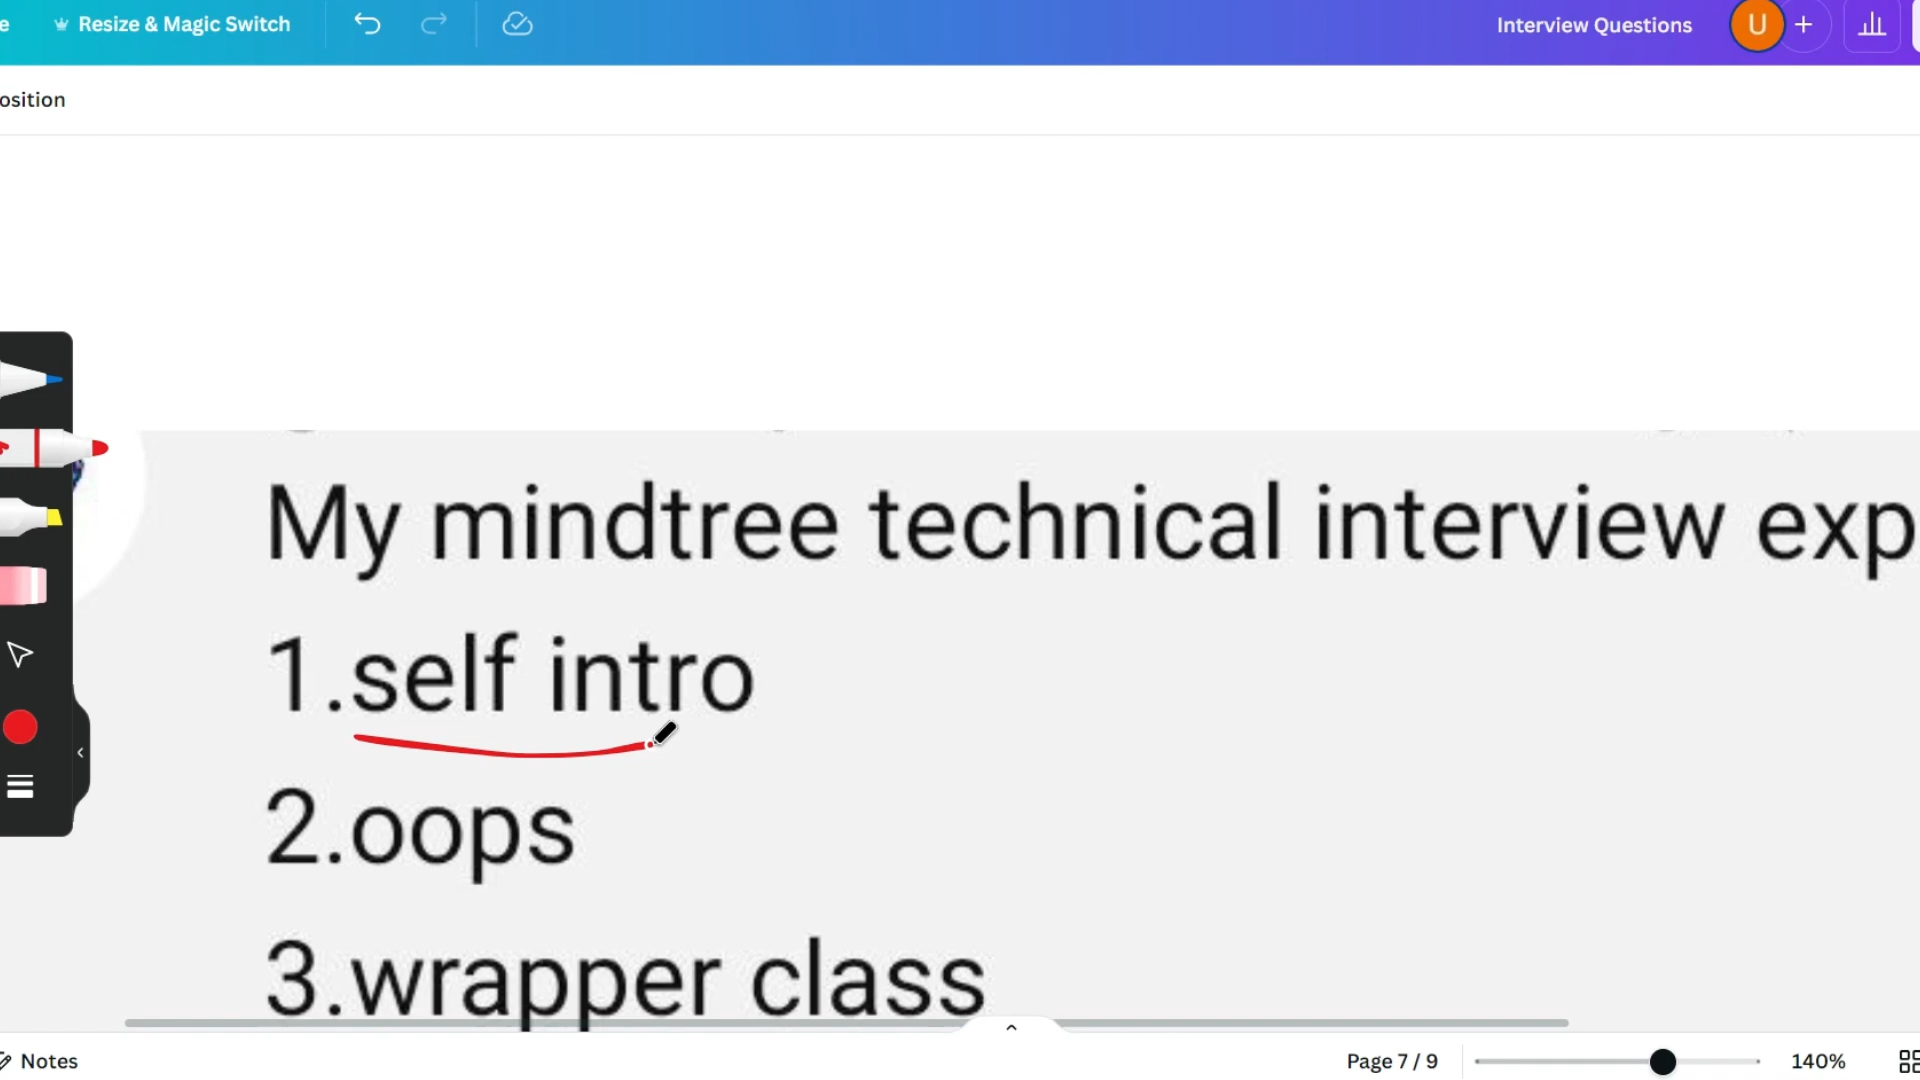 e Resize & Magic Switch Interview Questions U +
osition
My mindtree technical interview exp
1.self intro
2.oops
3.wrapper class
Notes Page 7 / 9 140%